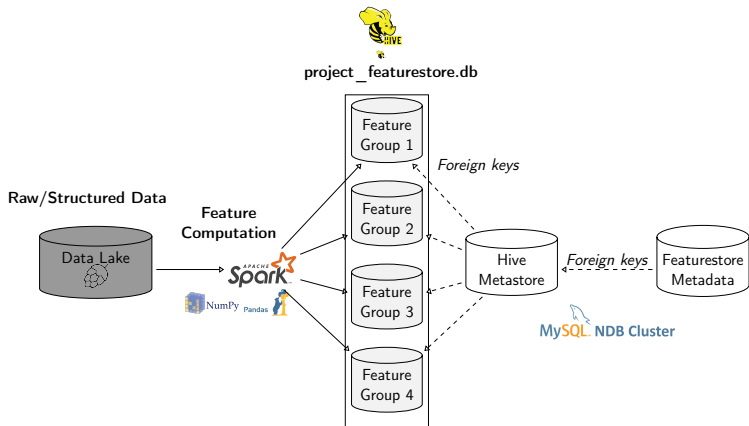 HIVE
project_featurestore.db
Feature
Group 1
Foreign keys
Raw/Structured Data
Feature
Computation
Feature
Group 2
Data Lake
APACHE
Spark
Hive
Metastore
Foreign keys
Featurestore
Metadata
NumPy
Pandas
Feature
Group 3
MySQL NDB Cluster
Feature
Group 4